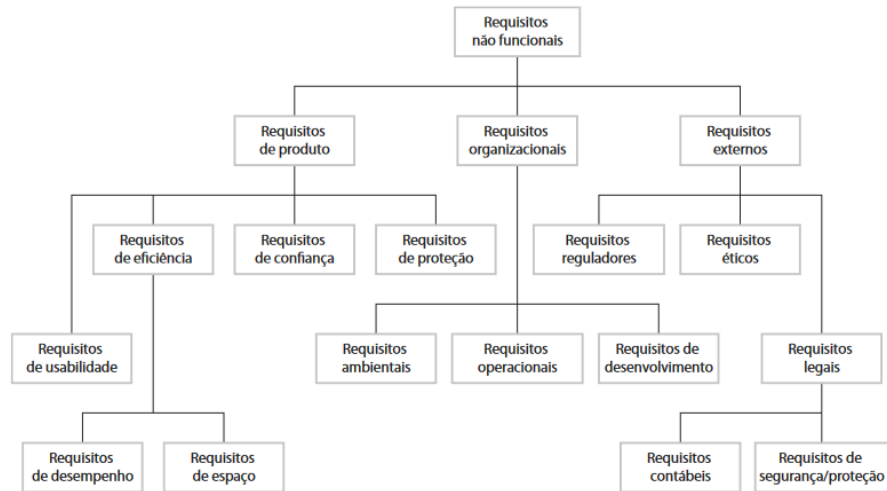 Requisitos
não funcionais
Requisitos
de produto
Requisitos
organizacionais
Requisitos
externos
Requisitos
de eficiência
Requisitos
de confiança
Requisitos
de proteção
Requisitos
reguladores
Requisitos
éticos
Requisitos
de usabilidade
Requisitos
ambientais
Requisitos
operacionais
Requisitos de
desenvolvimento
Requisitos
legais
Requisitos
de desempenho
Requisitos
de espaço
Requisitos
contábeis
Requisitos de
segurança/proteção